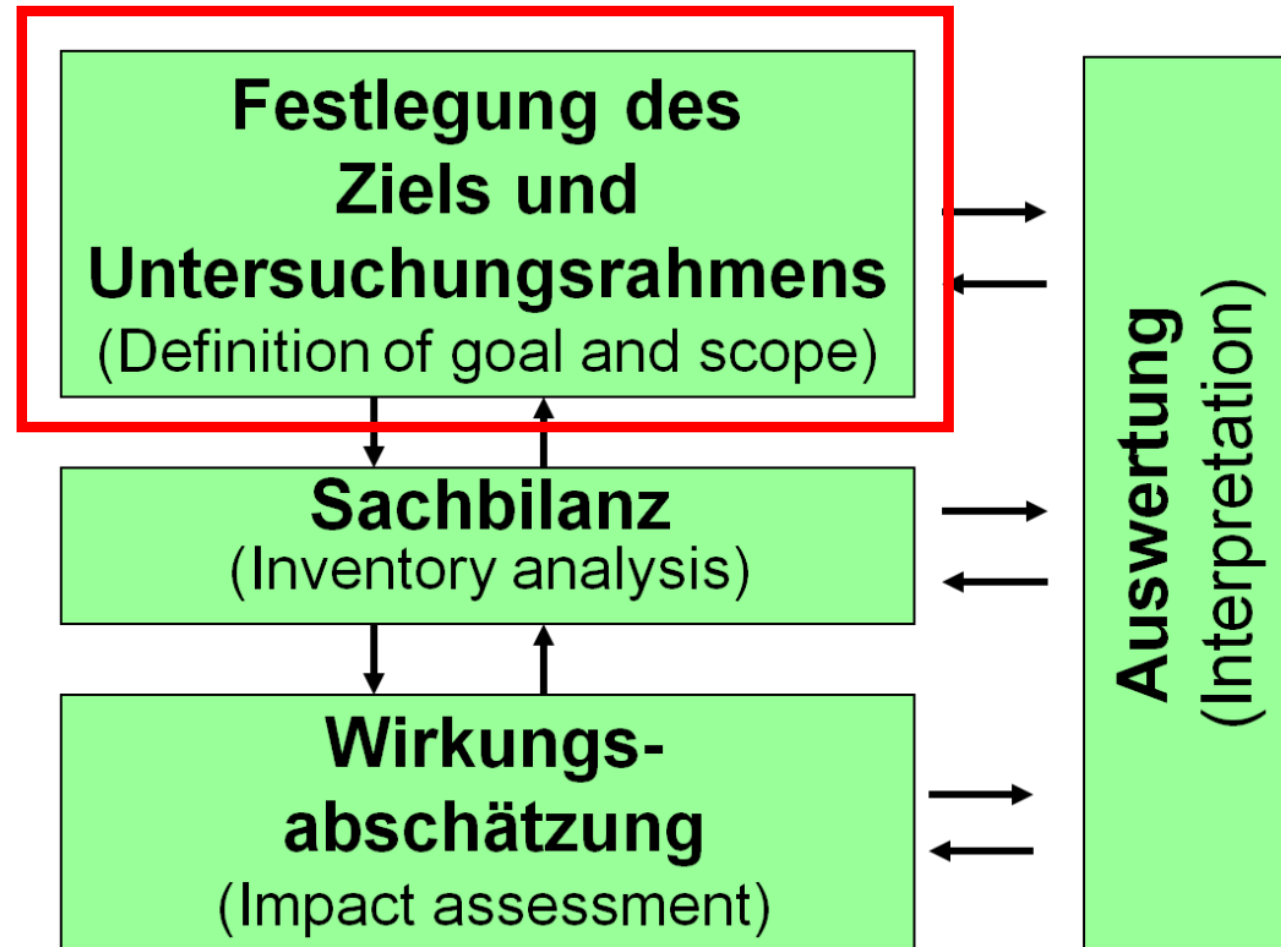 Festlegung des
Ziels und
Untersuchungsrahmens
(Definition of goal and scope)
Sachbilanz
(Inventory analysis)
Wirkungs-
abschätzung
(Impact assessment)
Auswertung
(Interpretation)